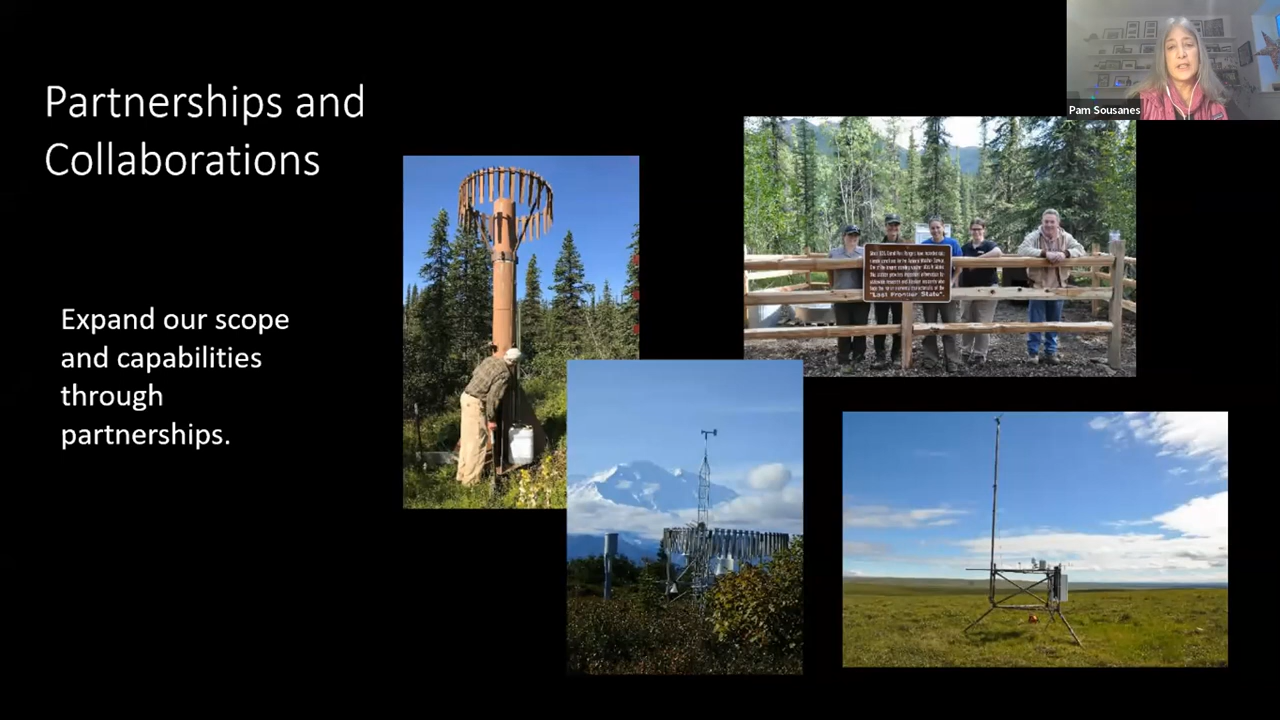 Partnerships and
Collaborations
Expand our scope
and capabilities
through
partnerships.
Pam Sousanes
"Last Frontier State".